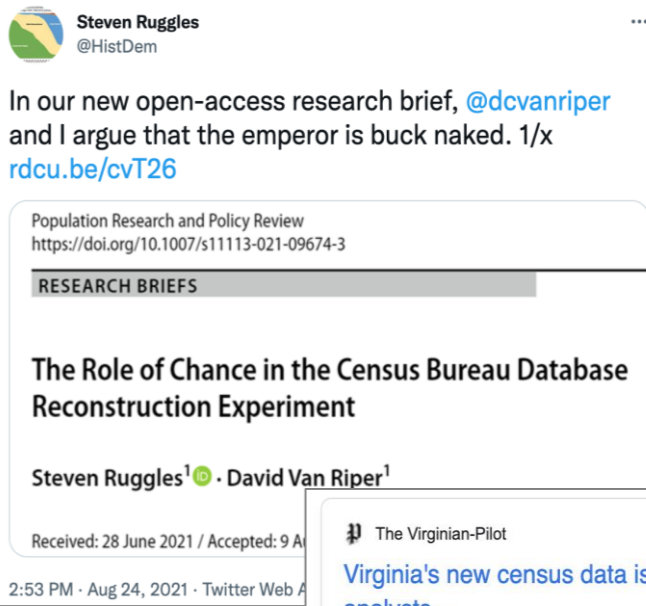 Steven Ruggles
@HistDem
In our new open-access research brief, @dcvanriper
and I argue that the emperor is buck naked. 1/x
rdcu.be/cvT26
Population Research and Policy Review
https://doi.org/10.1007/s11113-021-09674-3
RESEARCH BRIEFS
The Role of Chance in the Census Bureau Database
Reconstruction Experiment
Steven Ruggles¹ iD · David Van Riper¹
Received: 28 June 2021 / Accepted: 9
2:53 PM · Aug 24, 2021 · Twitter Web
The Virginian-Pilot
Virginia's new census data is